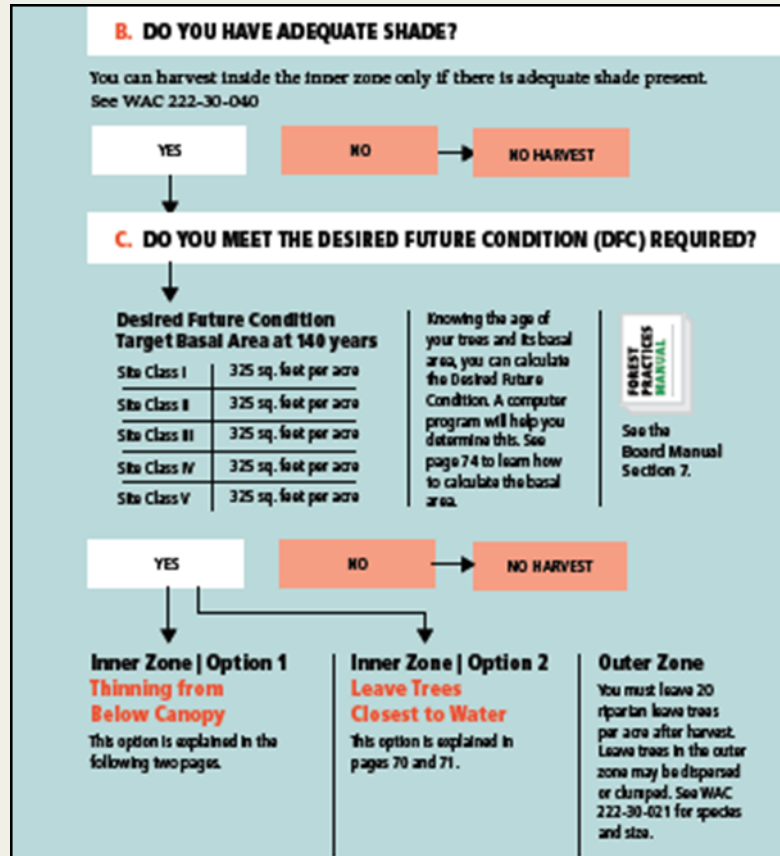 B. DO YOU HAVE ADEQUATE SHADE?
You can harvest inside the inner zone only if there is adequate shade present.
See WAC 222-30-040
YES
NO
NO HARVEST
C. DO YOU MEET THE DESIRED FUTURE CONDITION (DFC) REQUIRED?
Desired Future Condition
Target Basal Area at 140 years
Site Class I 325 sq. feet per acre
Site Class II 325 sq. feet per acre
Site Class III 325 sq. feet per acre
Site Class IV 325 sq. feet per acre
Site Class V 325 sq. feet per acre
Knowing the age of
your trees and its basal
area, you can calculate
the Desired Future
Condition. A computer
program will help you
determine this. See
page 74 to learn how
to calculate the basal
area.
FOREST
PRACTICES
MANUAL
See the
Board Manual
Section 7.
YES
NO
NO HARVEST
Inner Zone | Option 1
Thinning from
Below Canopy
This option is explained in the
following two pages.
Inner Zone | Option 2
Leave Trees
Closest to Water
This option is explained in
pages 70 and 71.
Outer Zone
You must leave 20
riparian leave trees
per acre after harvest.
Leave trees in the outer
zone may be dispersed
or clumped. See WAC
222-30-021 for species
and size.